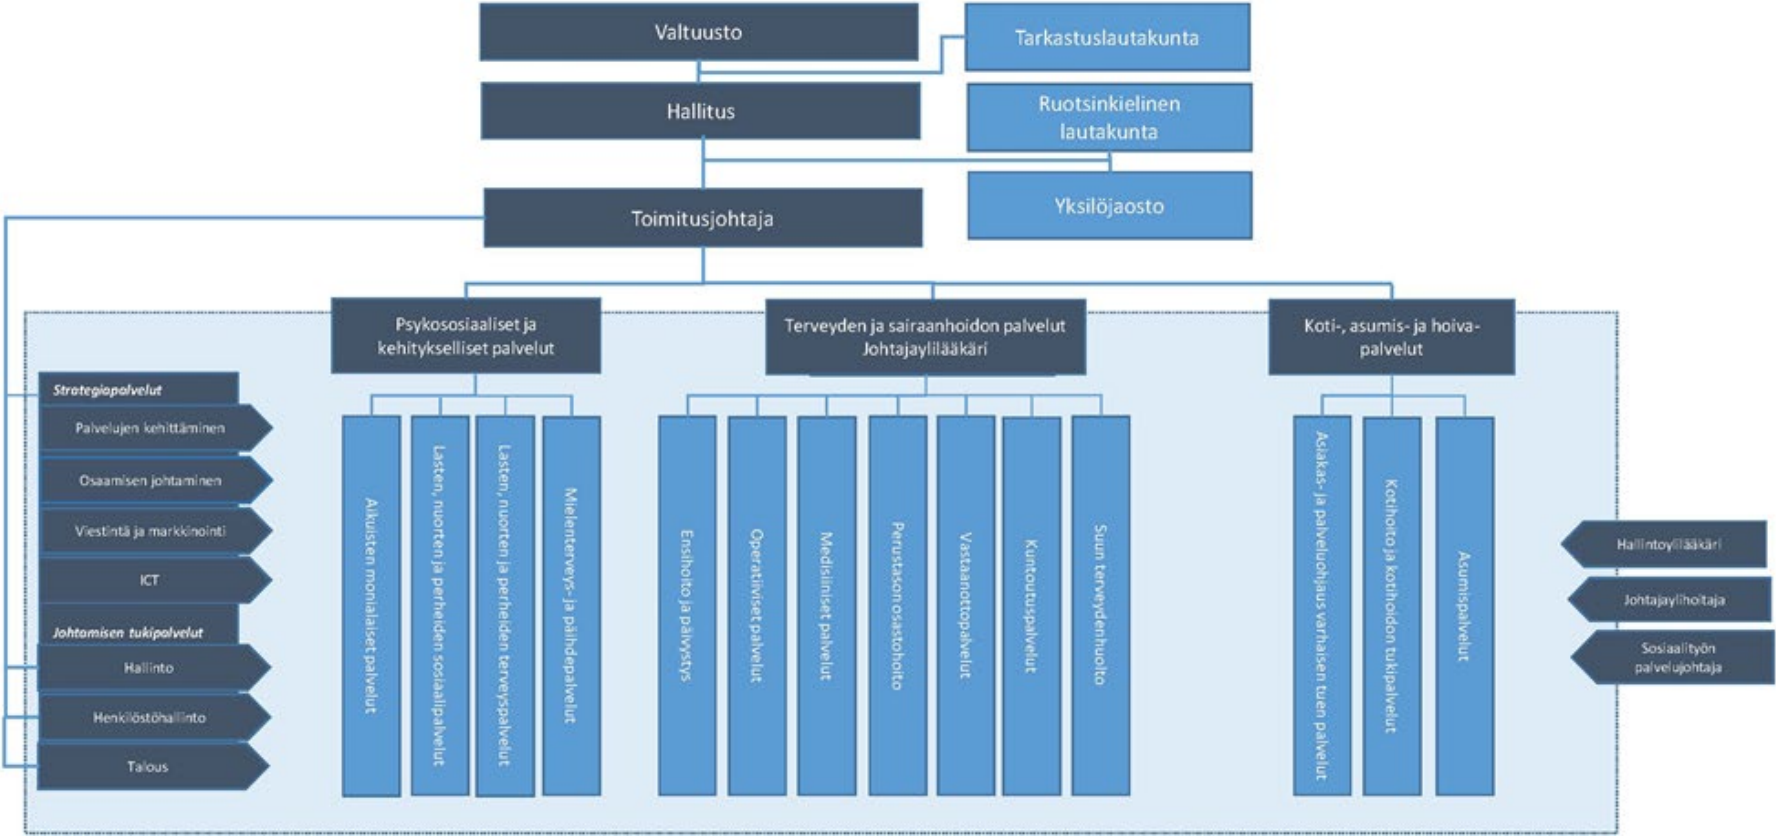 Valtuusto
Tarkastuslautakunta
Hallitus
Ruotsinkielinen
lautakunta
Yksilöjaosto
Toimitusjohtaja
Psykososiaaliset ja
kehitykselliset palvelut
Terveyden ja sairaanhoidon palvelut
Johtajaylilääkäri
Koti-, asumis- ja hoiva-
palvelut
Strategiapalvelut
Palvelujen kehittäminen
Osaamisen johtaminen
Viestintä ja markkinointi
ICT
Johtamisen tukipalvelut
Hallinto
Henkilöstöhallinto
Talous
Aikuisten monialaiset palvelut
Lasten, nuorten ja perheiden sosiaalipalvelut
Lasten, nuorten ja perheiden terveyspalvelut
Mielenterveys- ja päihdepalvelut
Ensihoito ja päivystys
Operatiiviset palvelut
Medisiiniset palvelut
Perustason osastohoito
Vastaanottopalvelut
Kuntoutuspalvelut
Suun terveydenhuolto
Asiakas- ja palveluohjaus varhaisen tuen palvelut
Kotihoito ja kotihoidon tukipalvelut
Asumispalvelut
Hallintoylilääkäri
Johtajaylihoitaja
Sosiaalityön
palvelujohtaja